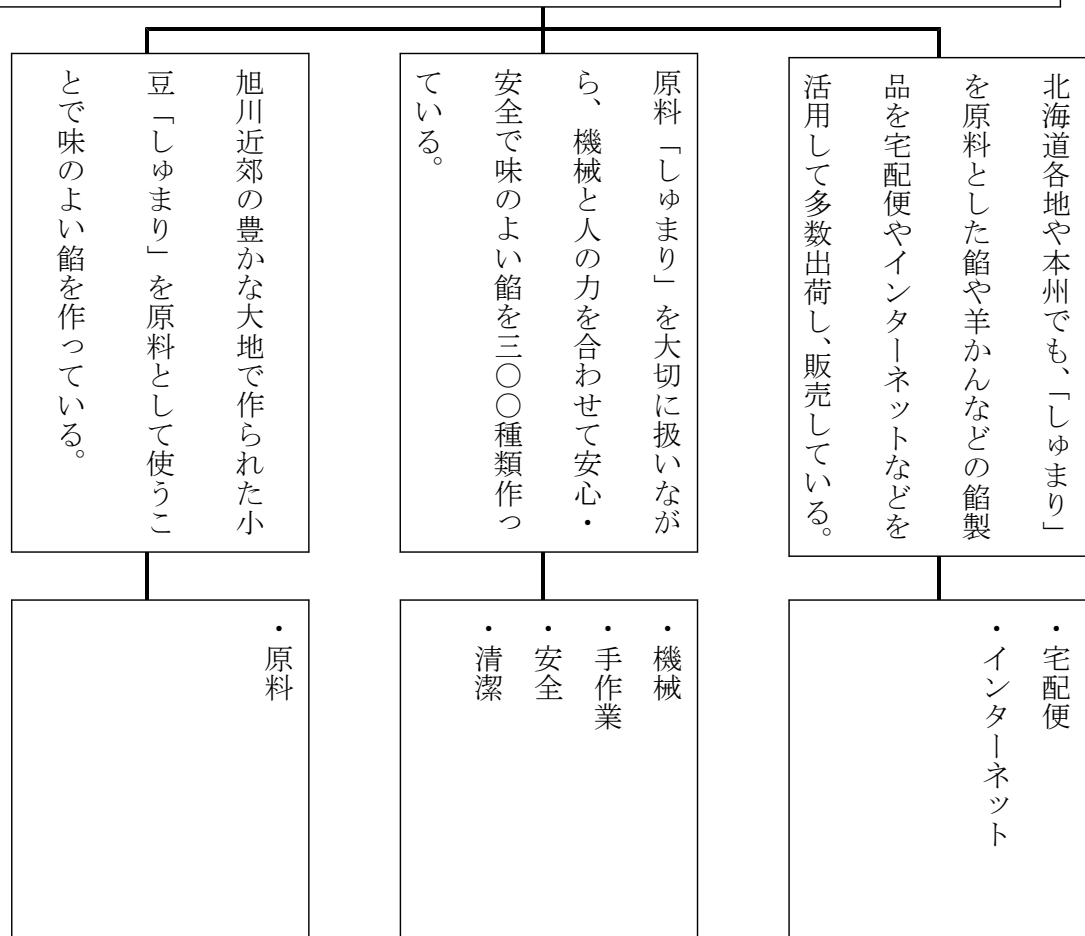 北海道各地や本州でも、「しゅまり」
を原料とした餡や羊かんなどの餡製
品を宅配便やインターネットなどを
活用して多数出荷し、販売している。
・宅配便
・インターネット
原料「しゅまり」を大切に扱いなが
ら、機械と人の力を合わせて安心・
安全で味のよい餡を三〇〇種類作っ
ている。
・機械
・手作業
・安全
・清潔
旭川近郊の豊かな大地で作られた小
豆「しゅまり」を原料として使うこ
とで味のよい餡を作っている。
・原料